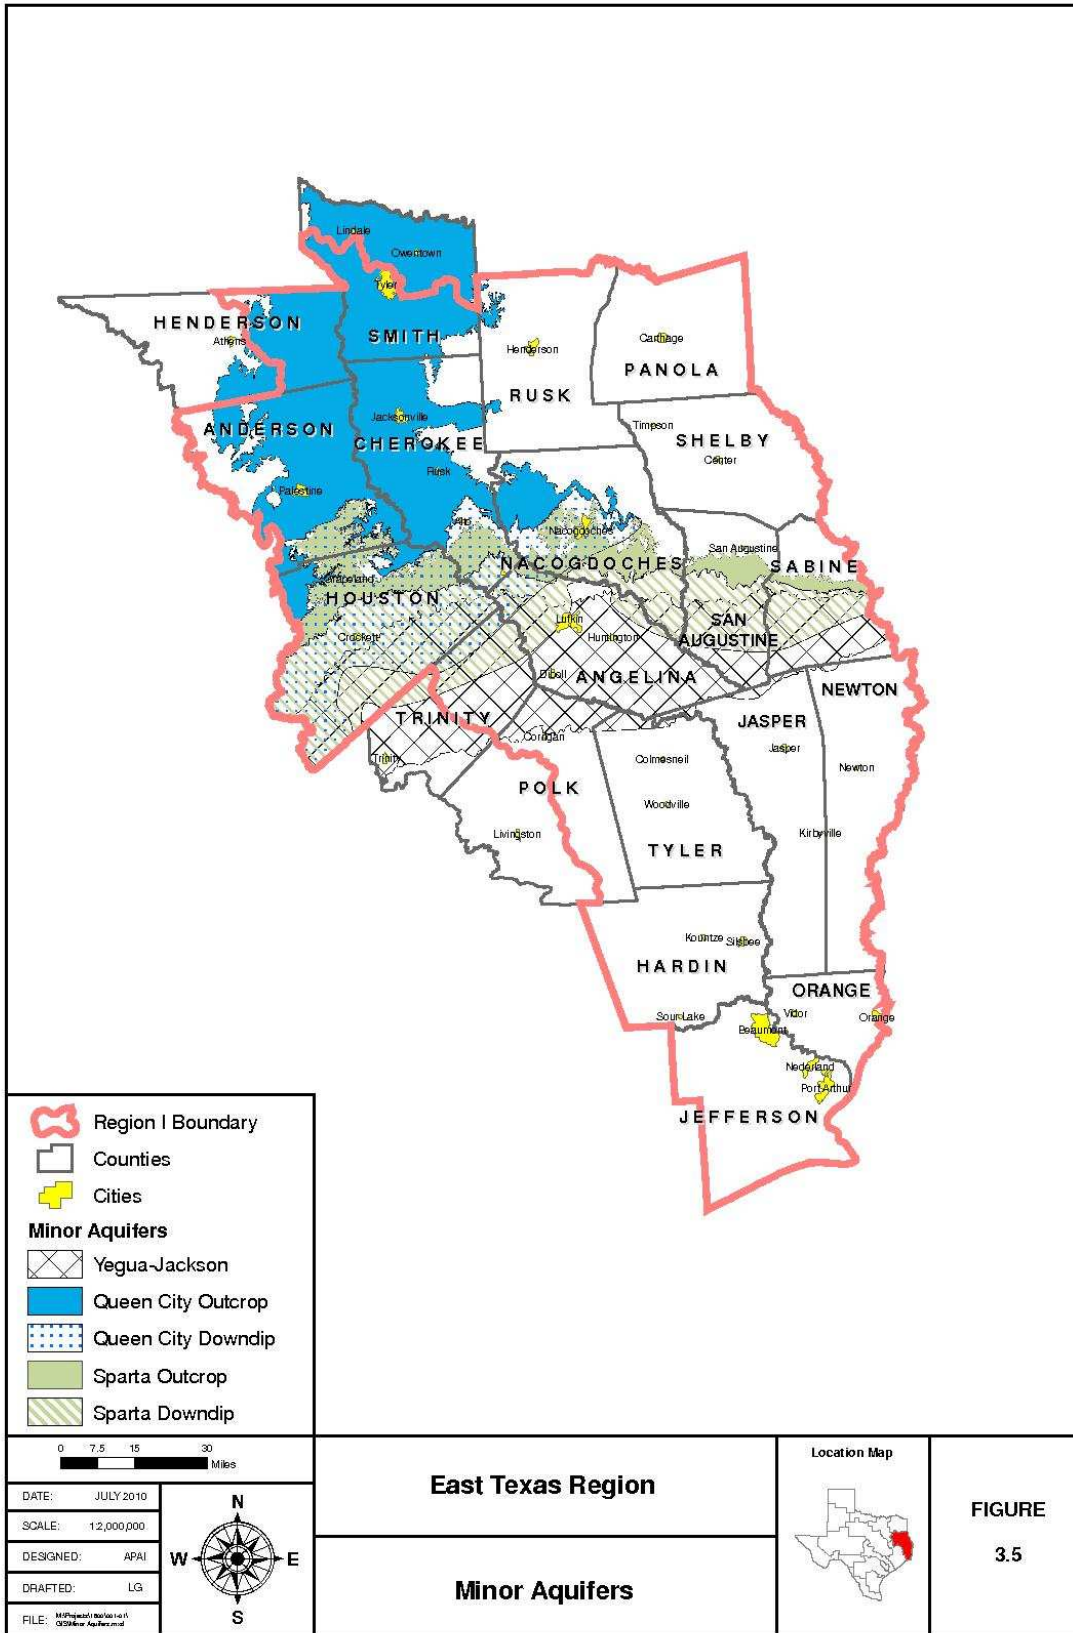 Lindale
Owentown
Tyler
HENDERSON
Athens
SMITH
Henderson
Carthage
PANOLA
RUSK
Jacksonville
ANDERSON
CHEROKEE
Timpson
SHELBY
Center
Rusk
Palestine
Alto
Nacogdoches
San Augustine
NACOGDOCHES
SABINE
Grapeland
HOUSTON
Lufkin
SAN
AUGUSTINE
Crockett
Huntington
Diboll
ANGELINA
NEWTON
TRINITY
JASPER
Corrigan
Jasper
Trinity
Colmesneil
Newton
POLK
Woodville
Livingston
Kirbyville
TYLER
Kountze
Silsbee
HARDIN
ORANGE
Sour Lake
Vidor
Orange
Beaumont
Nederland
Port Arthur
JEFFERSON
Region I Boundary
Counties
Cities
Minor Aquifers
Yegua-Jackson
Queen City Outcrop
Queen City Downdip
Sparta Outcrop
Sparta Downdip
0 7.5 15 30
Miles
DATE: JULY 2010
SCALE: 1:2,000,000
DESIGNED: APAI
DRAFTED: LG
FILE:
N
W E
S
East Texas Region
Minor Aquifers
Location Map
FIGURE
3.5